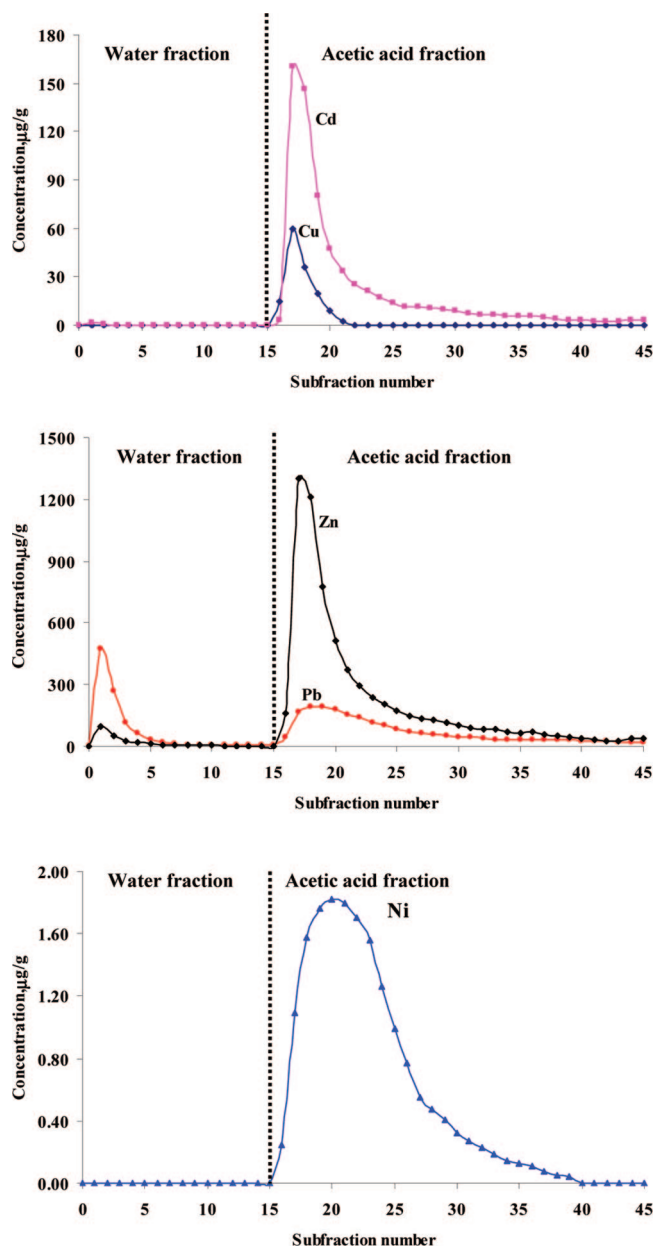 180
Water fraction Acetic acid fraction
150
Cd
120
90
Cu
60
30
0
0 5 10 15 20 25 30 35 40 45
Concentration,μg/g
Subfraction number
1500
Water fraction Acetic acid fraction
1200
Zn
900
600
Pb
300
0
0 5 10 15 20 25 30 35 40 45
Concentration,μg/g
Subfraction number
2.00
Water fraction Acetic acid fraction
Ni
1.60
1.20
0.80
0.40
0.00
0 5 10 15 20 25 30 35 40 45
Concentration,μg/g
Subfraction number